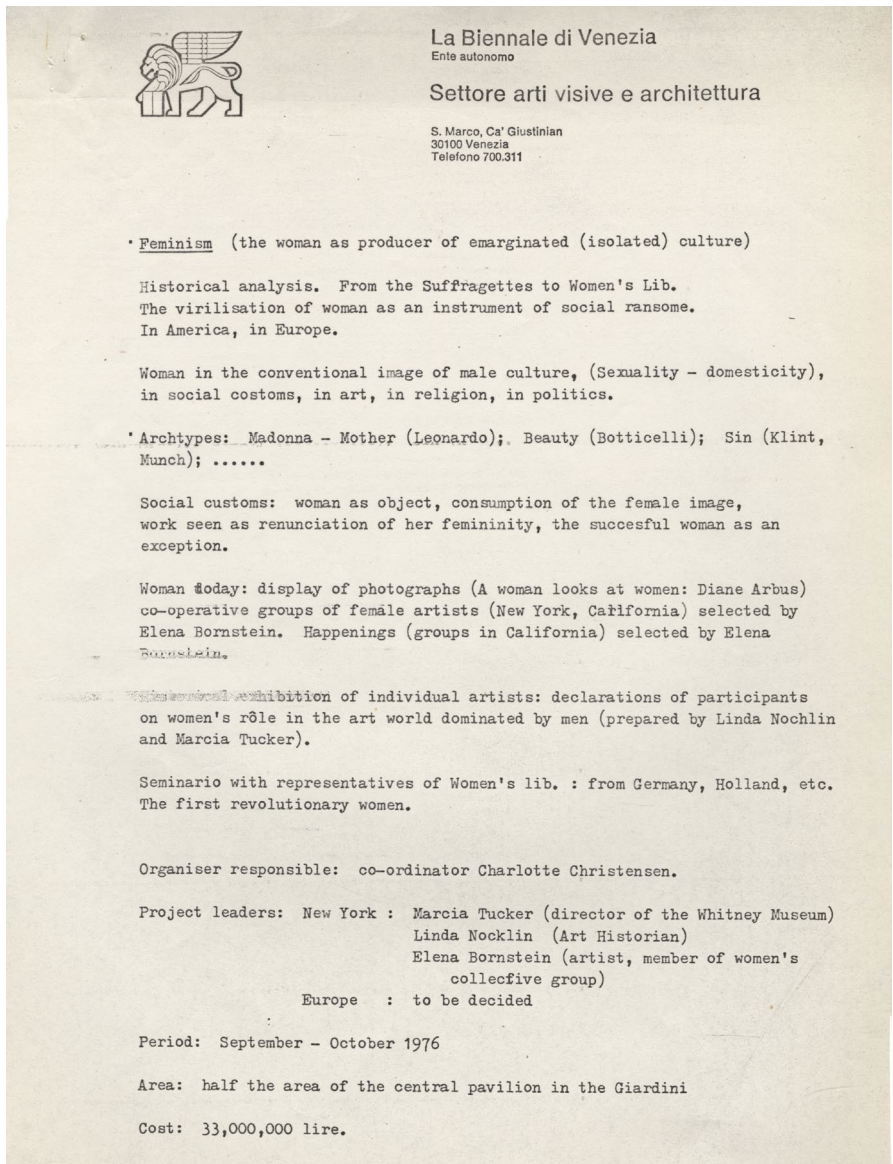 La Biennale di Venezia
Ente autonomo
Settore arti visive e architettura
S. Marco, Ca' Giustinian
30100 Venezia
Telefono 700.311
Feminism (the woman as producer of emarginated (isolated) culture)
Historical analysis. From the Suffragettes to Women's Lib.
The virilisation of woman as an instrument of social ransome.
In America, in Europe.
Woman in the conventional image of male culture, (Sexuality - domesticity),
in social costoms, in art, in religion, in politics.
Archtypes: Madonna - Mother (Leonardo); Beauty (Botticelli); Sin (Klint,
Munch); ......
Social customs: woman as object, consumption of the female image,
work seen as renunciation of her femininity, the succesful woman as an
exception.
Woman today: display of photographs (A woman looks at women: Diane Arbus)
co-operative groups of female artists (New York, California) selected by
Elena Bornstein. Happenings (groups in California) selected by Elena
Bornstein.
exhibition of individual artists: declarations of participants
on women's rôle in the art world dominated by men (prepared by Linda Nochlin
and Marcia Tucker).
Seminario with representatives of Women's lib. : from Germany, Holland, etc.
The first revolutionary women.
Organiser responsible: co-ordinator Charlotte Christensen.
Project leaders: New York : Marcia Tucker (director of the Whitney Museum)
Linda Nocklin (Art Historian)
Elena Bornstein (artist, member of women's
collecfive group)
Europe : to be decided
Period: September - October 1976
Area: half the area of the central pavilion in the Giardini
Cost: 33,000,000 lire.